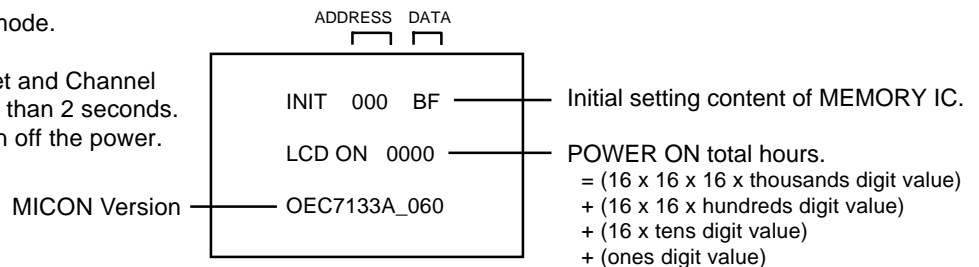 node.
et and Channel
than 2 seconds.
n off the power.
ADDRESS DATA
INIT 000 BF
Initial setting content of MEMORY IC.
LCD ON 0000
POWER ON total hours.
= (16 x 16 x 16 x thousands digit value)
+ (16 x 16 x hundreds digit value)
+ (16 x tens digit value)
+ (ones digit value)
MICON Version
OEC7133A_060